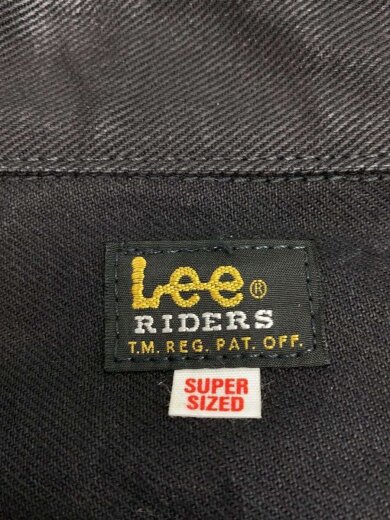 Lee®
RIDERS
T.M. REG. PAT. OFF.
SUPER
SIZED